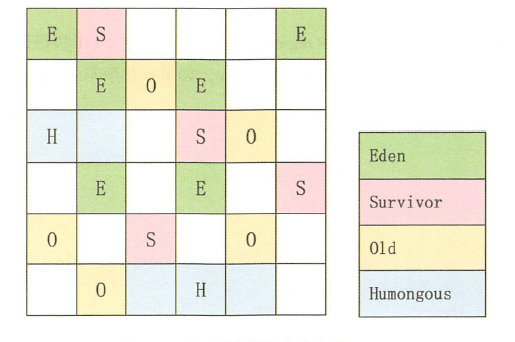 E S E
E O E
H S O
E E S
O S O
O H
Eden
Survivor
Old
Humongous